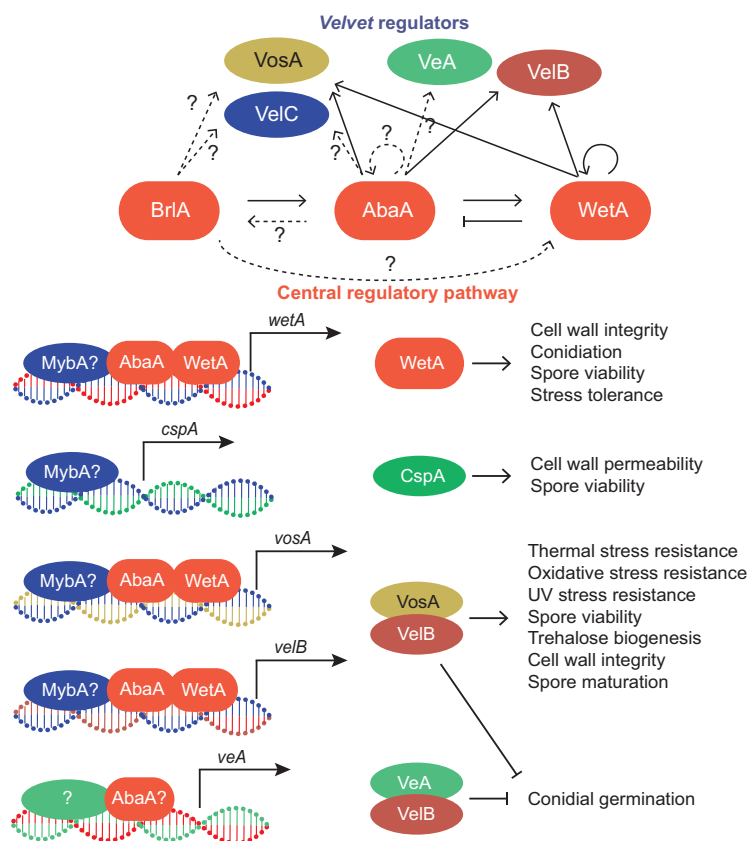 Velvet regulators
VosA
VeA
VelB
VelC
?
?
?
?
?
BrlA
AbaA
WetA
?
?
Central regulatory pathway
wetA
MybA?
AbaA
WetA
WetA
Cell wall integrity
Conidiation
Spore viability
Stress tolerance
cspA
MybA?
CspA
Cell wall permeability
Spore viability
vosA
MybA?
AbaA
WetA
VosA
VelB
Thermal stress resistance
Oxidative stress resistance
UV stress resistance
Spore viability
Trehalose biogenesis
Cell wall integrity
Spore maturation
velB
MybA?
AbaA
WetA
veA
?
AbaA?
VeA
VelB
Conidial germination